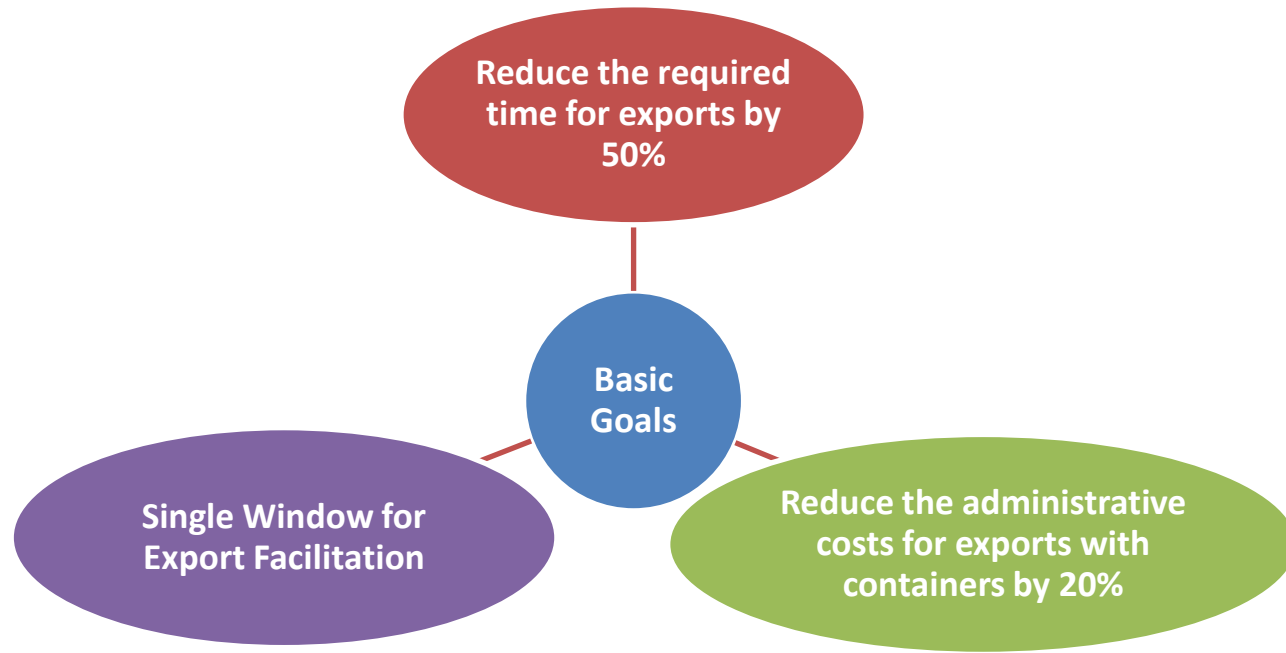 Reduce the required
time for exports by
50%
Basic
Goals
Single Window for
Export Facilitation
Reduce the administrative
costs for exports with
containers by 20%